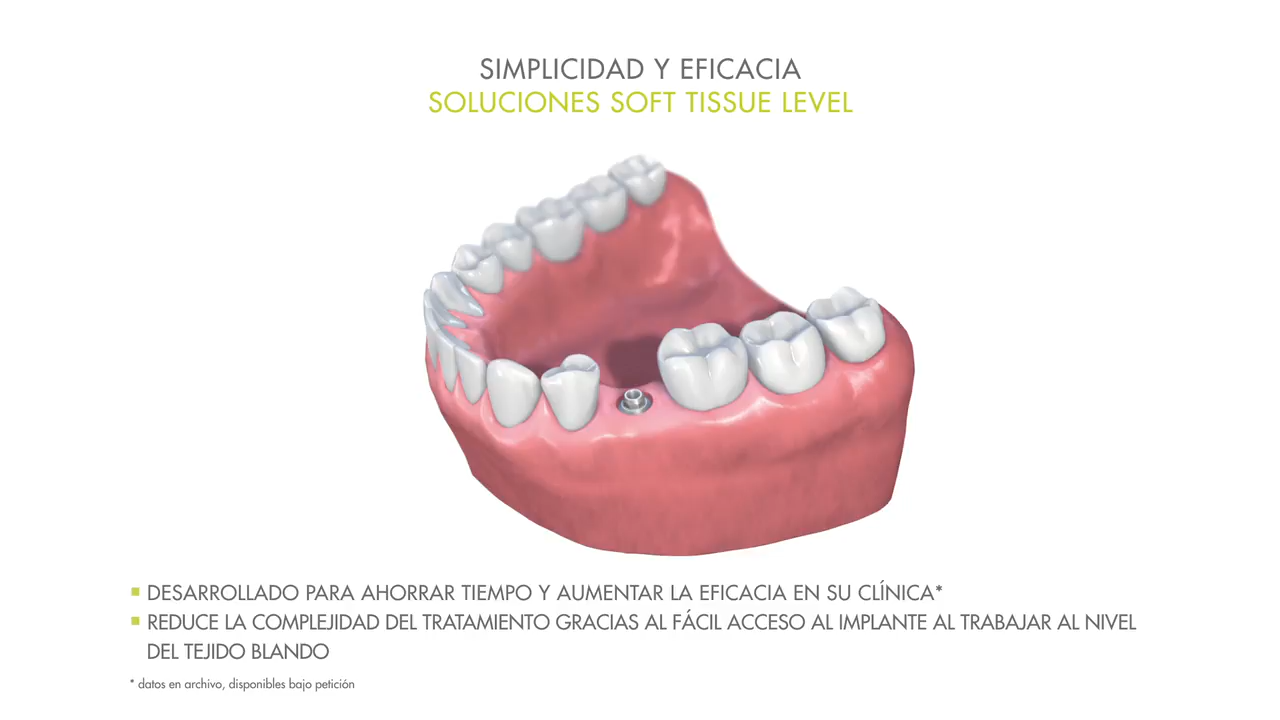 SIMPLICIDAD Y EFICACIA
SOLUCIONES SOFT TISSUE LEVEL
DESARROLLADO PARA AHORRAR TIEMPO Y AUMENTAR LA EFICACIA EN SU CLÍNICA*
REDUCE LA COMPLEJIDAD DEL TRATAMIENTO GRACIAS AL FÁCIL ACCESO AL IMPLANTE AL TRABAJAR AL NIVEL
DEL TEJIDO BLANDO
* datos en archivo, disponibles bajo petición